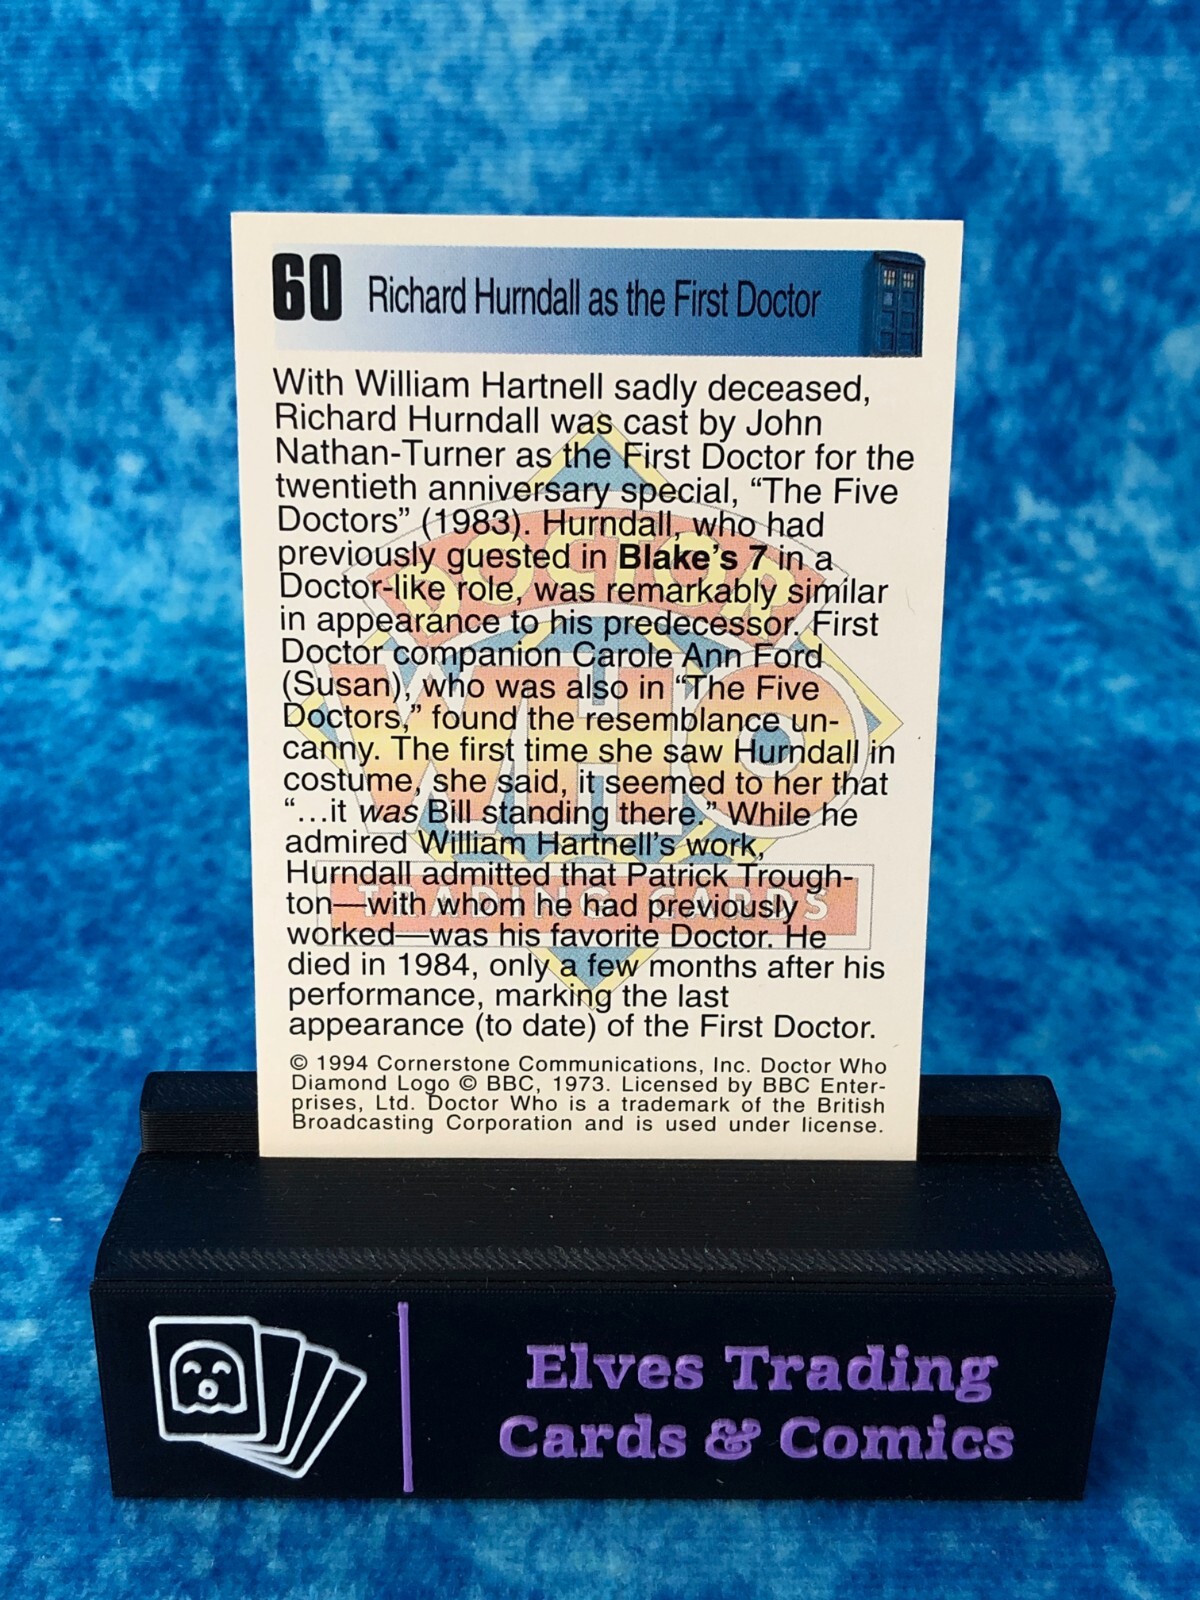 60 Richard Hurndall as the First Doctor
With William Hartnell sadly deceased,
Richard Hurndall was cast by John
Nathan-Turner as the First Doctor for the
twentieth anniversary special, “The Five
Doctors” (1983). Hurndall, who had
previously guested in Blake’s 7 in a
Doctor-like role, was remarkably similar
in appearance to his predecessor. First
Doctor companion Carole Ann Ford
(Susan), who was also in “The Five
Doctors,” found the resemblance un-
canny. The first time she saw Hurndall in
costume, she said, it seemed to her that
“…it was Bill standing there.” While he
admired William Hartnell’s work,
Hurndall admitted that Patrick Trough-
ton—with whom he had previously
worked—was his favorite Doctor. He
died in 1984, only a few months after his
performance, marking the last
appearance (to date) of the First Doctor.
DOCTOR
WHO
TRADING CARDS
© 1994 Cornerstone Communications, Inc. Doctor Who
Diamond Logo © BBC, 1973. Licensed by BBC Enter-
prises, Ltd. Doctor Who is a trademark of the British
Broadcasting Corporation and is used under license.
Elves Trading
Cards & Comics